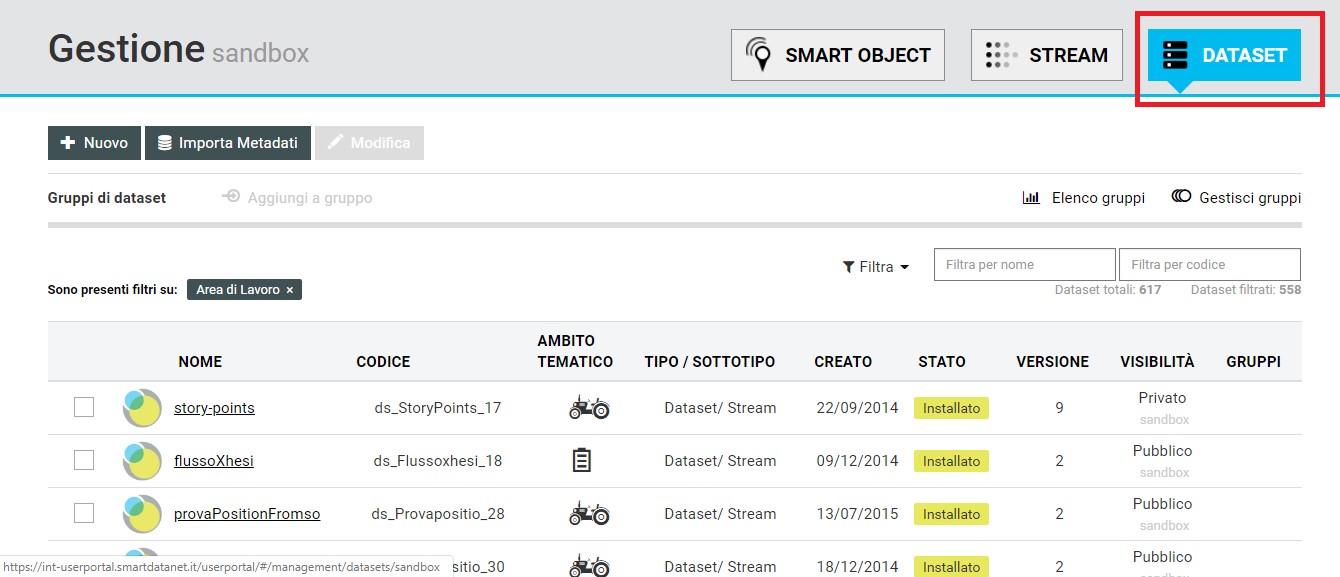 Gestione sandbox
SMART OBJECT
STREAM
DATASET
Nuovo
Importa Metadati
Modifica
Gruppi di dataset
Aggiungi a gruppo
Elenco gruppi
Gestisci gruppi
Filtra
Filtra per nome
Filtra per codice
Sono presenti filtri su: Area di Lavoro ×
Dataset totali: 617 Dataset filtrati: 558
NOME CODICE AMBITO TEMATICO TIPO / SOTTOTIPO CREATO STATO VERSIONE VISIBILITÀ GRUPPI
story-points ds_StoryPoints_17 Dataset/ Stream 22/09/2014 Installato 9 Privato
sandbox
flussoXhesi ds_Flussoxhesi_18 Dataset/ Stream 09/12/2014 Installato 2 Pubblico
sandbox
provaPositionFromso ds_Provapositio_28 Dataset/ Stream 13/07/2015 Installato 2 Pubblico
sandbox
sitio_30 Dataset/ Stream 18/12/2014 Installato 2 Pubblico
https://int-userportal.smartdatanet.it/userportal/#/management/datasets/sandbox